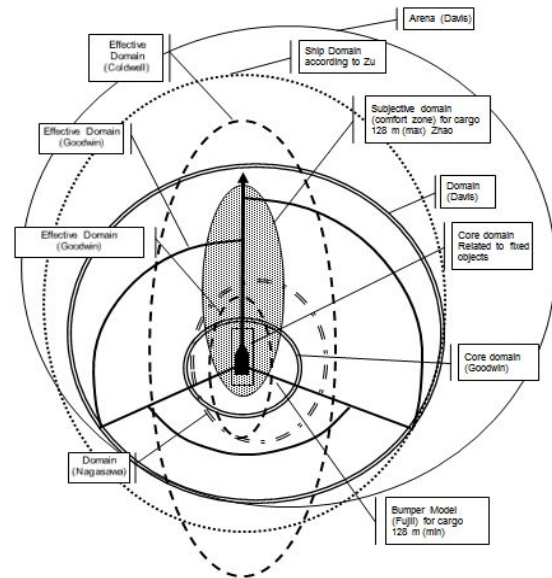 Arena (Davis)
Effective
Domain
(Coldwell)
Ship Domain
according to Zu
Subjective domain
(comfort zone) for cargo
128 m (max) Zhao
Effective Domain
(Goodwin)
Domain
(Davis)
Effective Domain
(Goodwin)
Core domain
Related to fixed
objects
Core domain
(Goodwin)
Domain
(Nagasawa)
Bumper Model
(Fujii) for cargo
128 m (min)